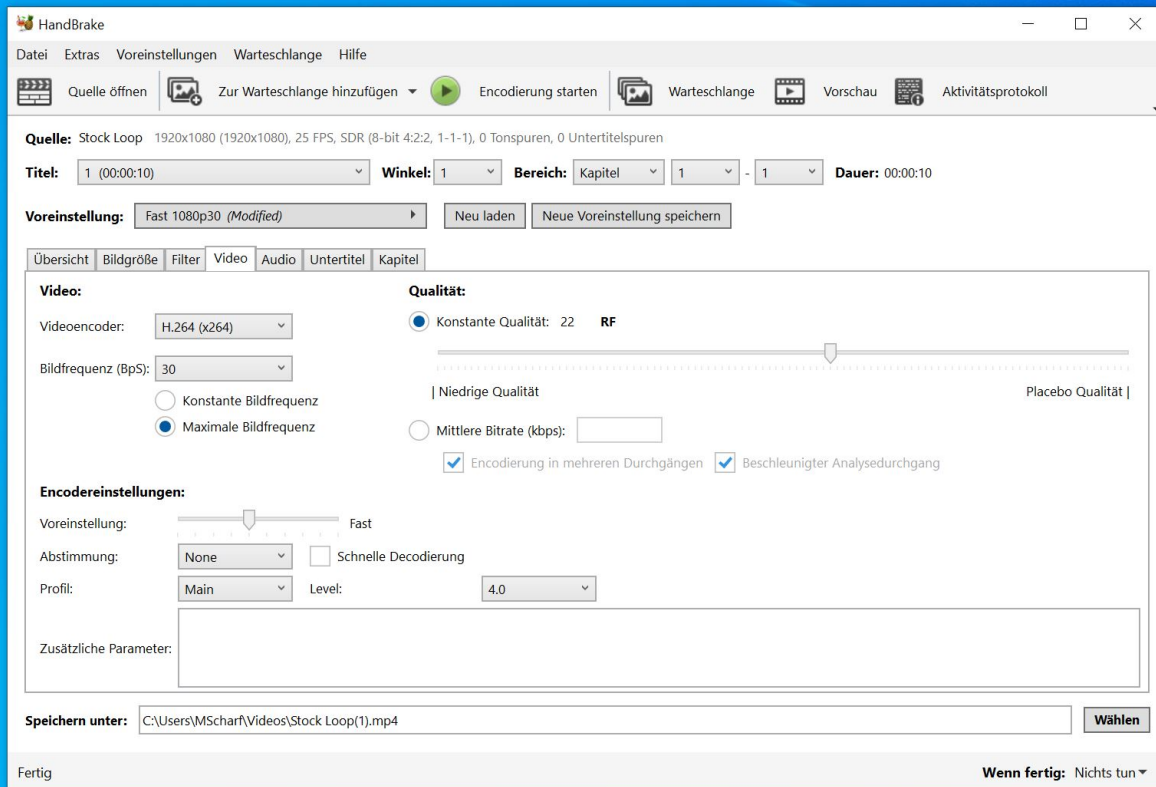 HandBrake
Datei Extras Voreinstellungen Warteschlange Hilfe
Quelle öffnen Zur Warteschlange hinzufügen Encodierung starten Warteschlange Vorschau Aktivitätsprotokoll
Quelle: Stock Loop 1920x1080 (1920x1080), 25 FPS, SDR (8-bit 4:2:2, 1-1-1), 0 Tonspuren, 0 Untertitelspuren
Titel: 1 (00:00:10) Winkel: 1 Bereich: Kapitel 1 - 1 Dauer: 00:00:10
Voreinstellung: Fast 1080p30 (Modified) Neu laden Neue Voreinstellung speichern
Übersicht Bildgröße Filter Video Audio Untertitel Kapitel
Video: Qualität:
Videoencoder: H.264 (x264) Konstante Qualität: 22 RF
Bildfrequenz (BpS): 30
| Niedrige Qualität Placebo Qualität |
Konstante Bildfrequenz
Maximale Bildfrequenz Mittlere Bitrate (kbps):
Encodierung in mehreren Durchgängen Beschleunigter Analysedurchgang
Encodereinstellungen:
Voreinstellung: Fast
Abstimmung: None Schnelle Decodierung
Profil: Main Level: 4.0
Zusätzliche Parameter:
Speichern unter: C:\Users\MScharf\Videos\Stock Loop(1).mp4 Wählen
Fertig Wenn fertig: Nichts tun